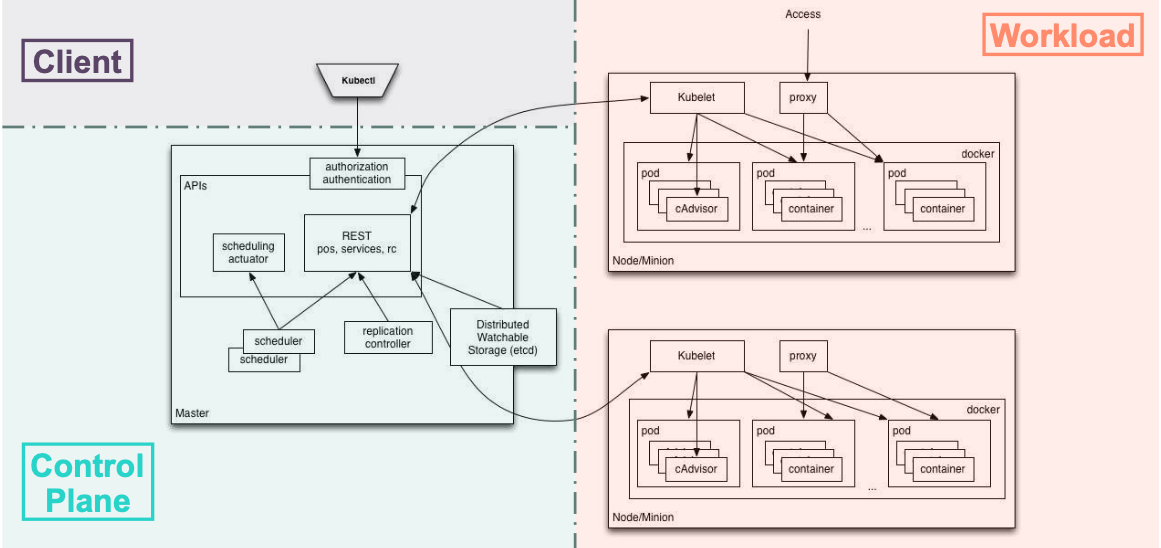 Client
Kubectl
Control
Plane
authorization
authentication
APIs
REST
pos, services, rc
scheduling
actuator
scheduler
scheduler
replication
controller
Distributed
Watchable
Storage (etcd)
Master
Workload
Access
Kubelet
proxy
docker
pod
cAdvisor
pod
container
...
pod
container
Node/Minion
Kubelet
proxy
docker
pod
cAdvisor
pod
container
...
pod
container
Node/Minion